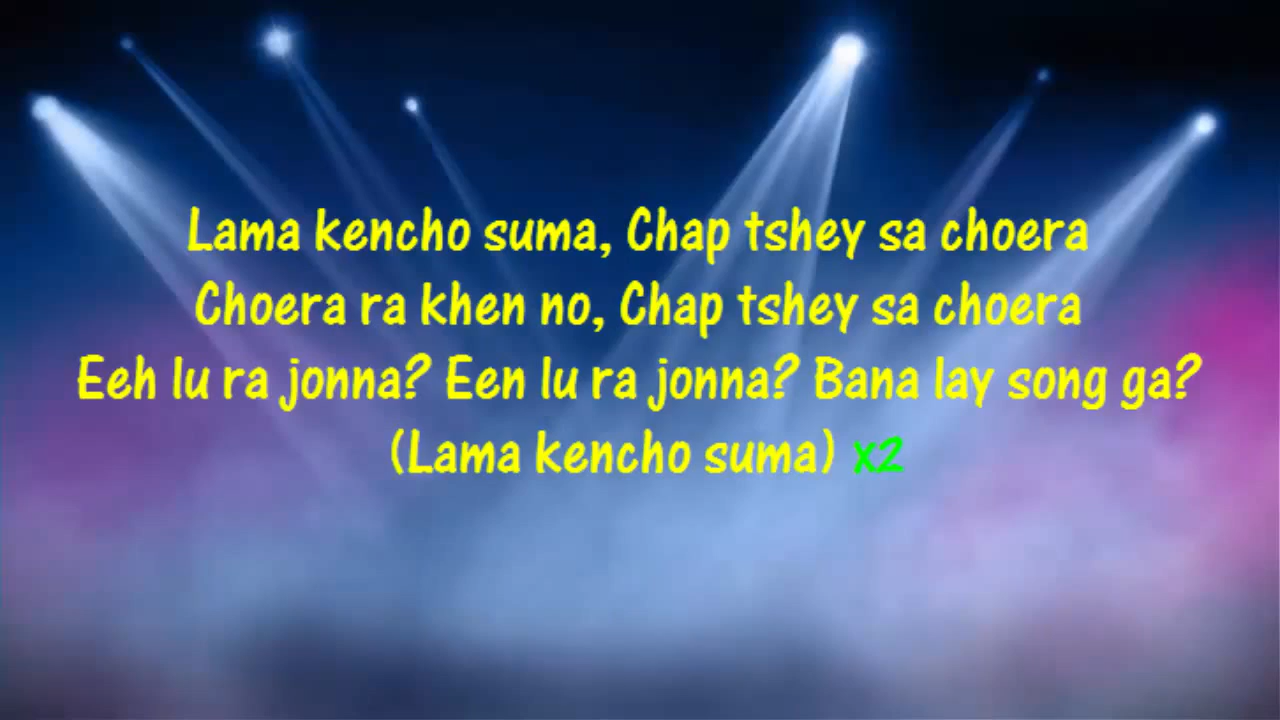 Lama kencho suma, Chap tshey sa choera
Choera ra khen no, Chap tshey sa choera
Eeh lu ra jonna? Een lu ra jonna? Bana lay song ga?
(Lama kencho suma) x2